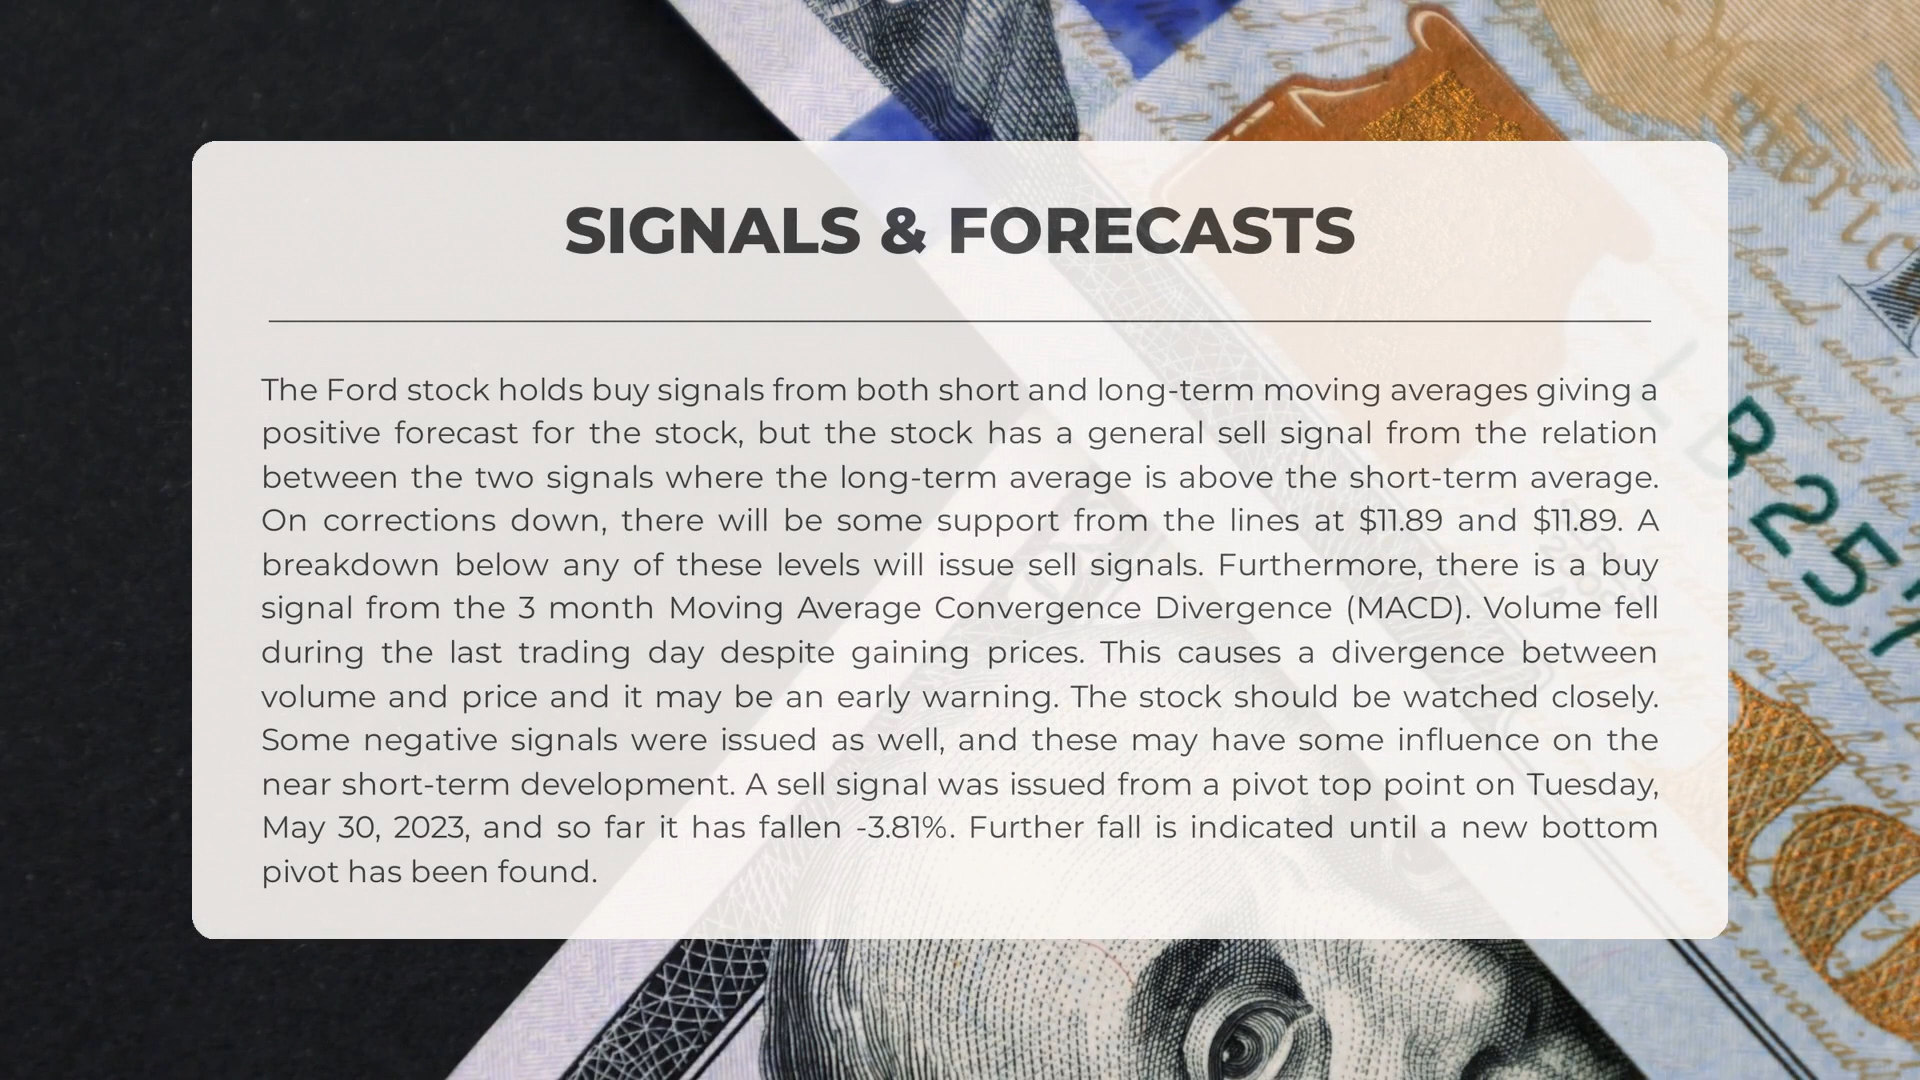 SIGNALS & FORECASTS
The Ford stock holds buy signals from both short and long-term moving averages giving a
positive forecast for the stock, but the stock has a general sell signal from the relation
between the two signals where the long-term average is above the short-term average.
On corrections down, there will be some support from the lines at $11.89 and $11.89. A
breakdown below any of these levels will issue sell signals. Furthermore, there is a buy
signal from the 3 month Moving Average Convergence Divergence (MACD). Volume fell
during the last trading day despite gaining prices. This causes a divergence between
volume and price and it may be an early warning. The stock should be watched closely.
Some negative signals were issued as well, and these may have some influence on the
near short-term development. A sell signal was issued from a pivot top point on Tuesday,
May 30, 2023, and so far it has fallen -3.81%. Further fall is indicated until a new bottom
pivot has been found.